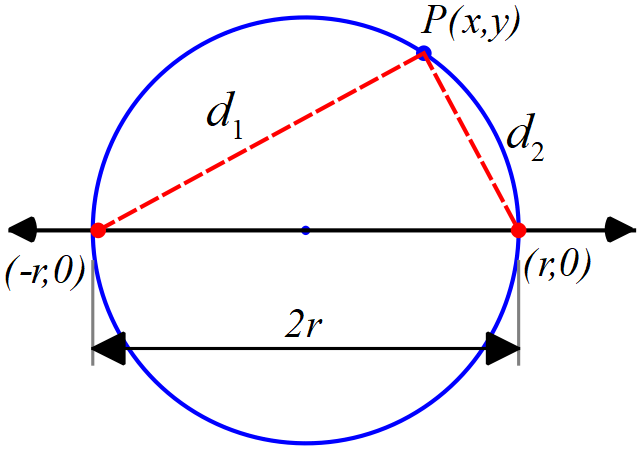 P(x,y)
d₁
d₂
(-r,0)
(r,0)
2r